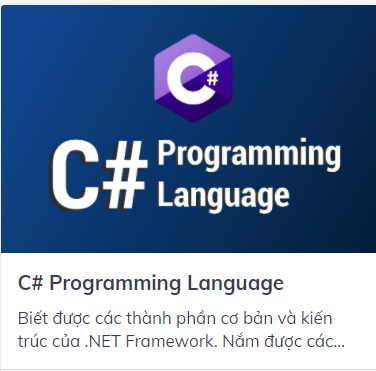 C#
C# Programming
Language
C# Programming Language
Biết được các thành phần cơ bản và kiến
trúc của .NET Framework. Nắm được các...